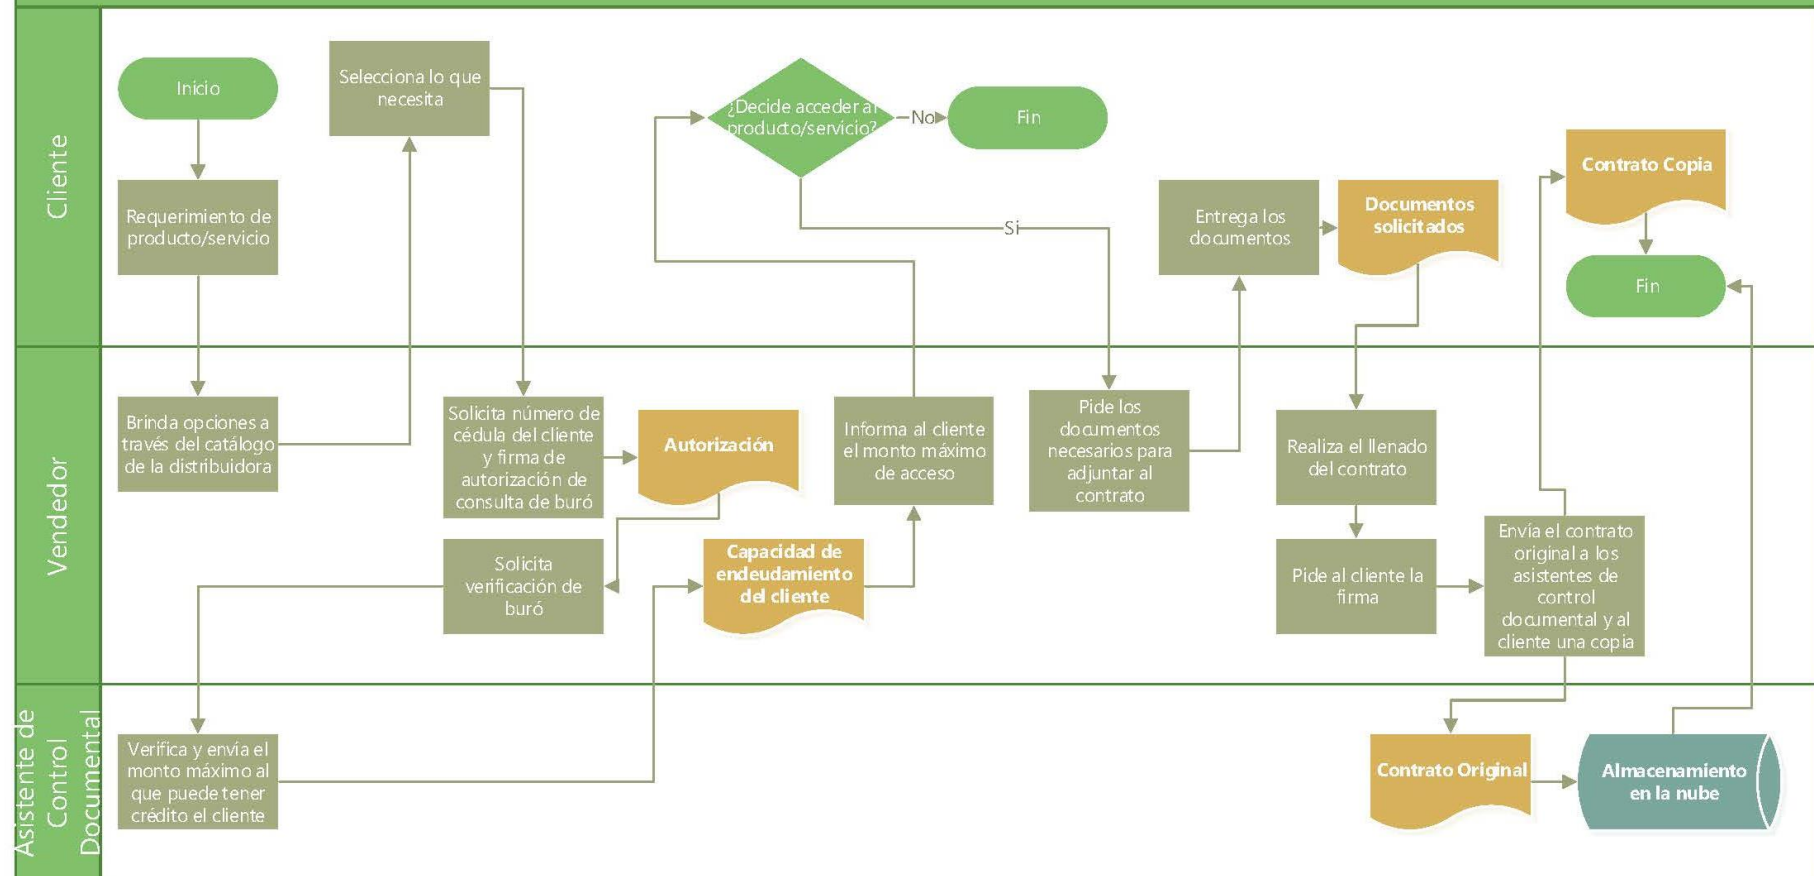 Cliente
Inicio
Requerimiento de
producto/servicio
Selecciona lo que
necesita
¿Decide acceder al
producto/servicio?
No
Fin
Si
Entrega los
documentos
Documentos
solicitados
Contrato Copia
Fin
Vendedor
Brinda opciones a
través del catálogo
de la distribuidora
Solicita número de
cédula del cliente
y firma de
autorización de
consulta de buró
Autorización
Solicita
verificación de
buró
Capacidad de
endeudamiento
del cliente
Informa al cliente
el monto máximo
de acceso
Pide los
documentos
necesarios para
adjuntar al
contrato
Realiza el llenado
del contrato
Pide al cliente la
firma
Envía el contrato
original a los
asistentes de
control
documental y al
cliente una copia
Asistente de
Control
Documental
Verifica y envía el
monto máximo al
que puede tener
crédito el cliente
Contrato Original
Almacenamiento
en la nube